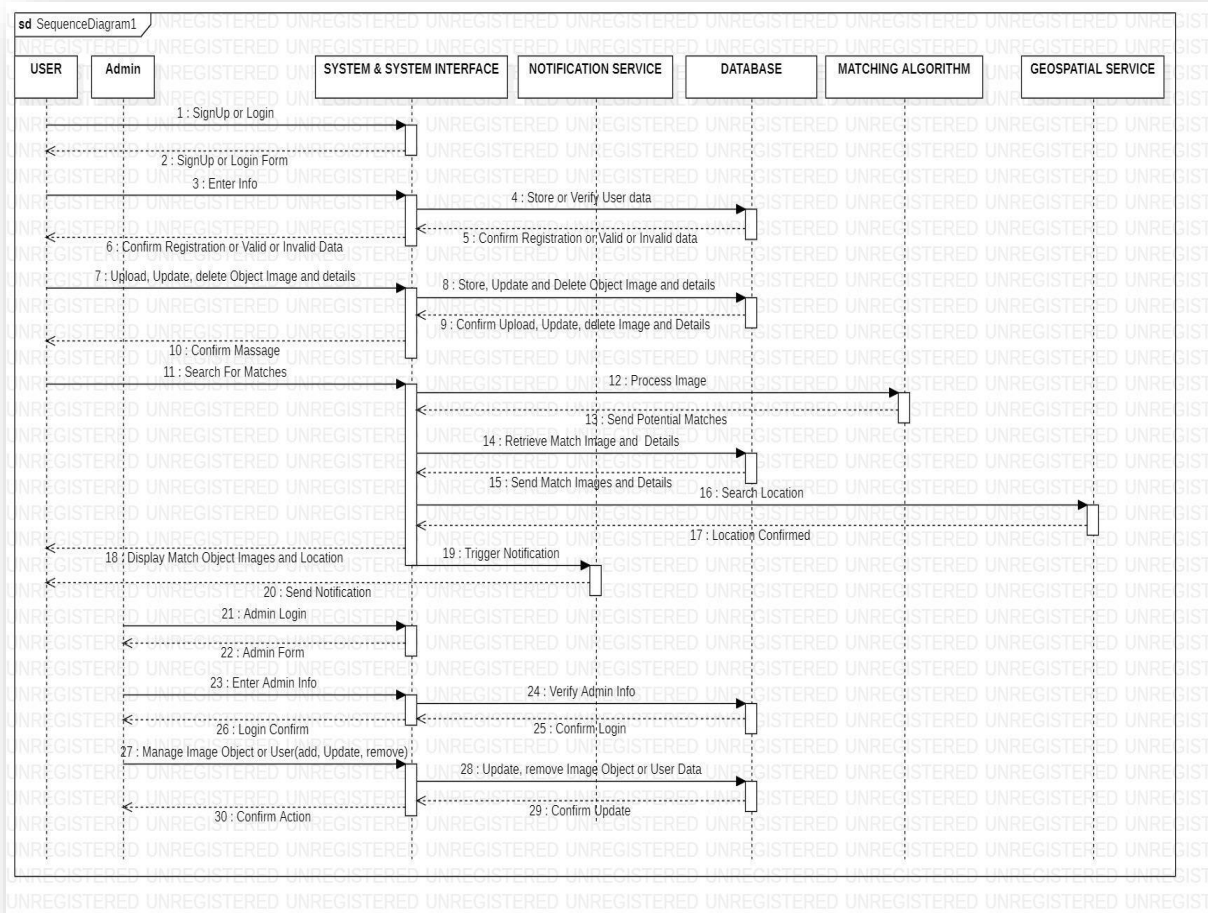 sd SequenceDiagram1
USER
Admin
SYSTEM & SYSTEM INTERFACE
NOTIFICATION SERVICE
DATABASE
MATCHING ALGORITHM
GEOSPATIAL SERVICE
1 : SignUp or Login
2 : SignUp or Login Form
3 : Enter Info
4 : Store or Verify User data
5 : Confirm Registration or Valid or Invalid data
6 : Confirm Registration or Valid or Invalid Data
7 : Upload, Update, delete Object Image and details
8 : Store, Update and Delete Object Image and details
9 : Confirm Upload, Update, delete Image and Details
10 : Confirm Massage
11 : Search For Matches
12 : Process Image
13 : Send Potential Matches
14 : Retrieve Match Image and  Details
15 : Send Match Images and Details
16 : Search Location
17 : Location Confirmed
18 : Display Match Object Images and Location
19 : Trigger Notification
20 : Send Notification
21 : Admin Login
22 : Admin Form
23 : Enter Admin Info
24 : Verify Admin Info
25 : Confirm Login
26 : Login Confirm
27 : Manage Image Object or User(add, Update, remove)
28 : Update, remove Image Object or User Data
29 : Confirm Update
30 : Confirm Action
UNREGISTERED